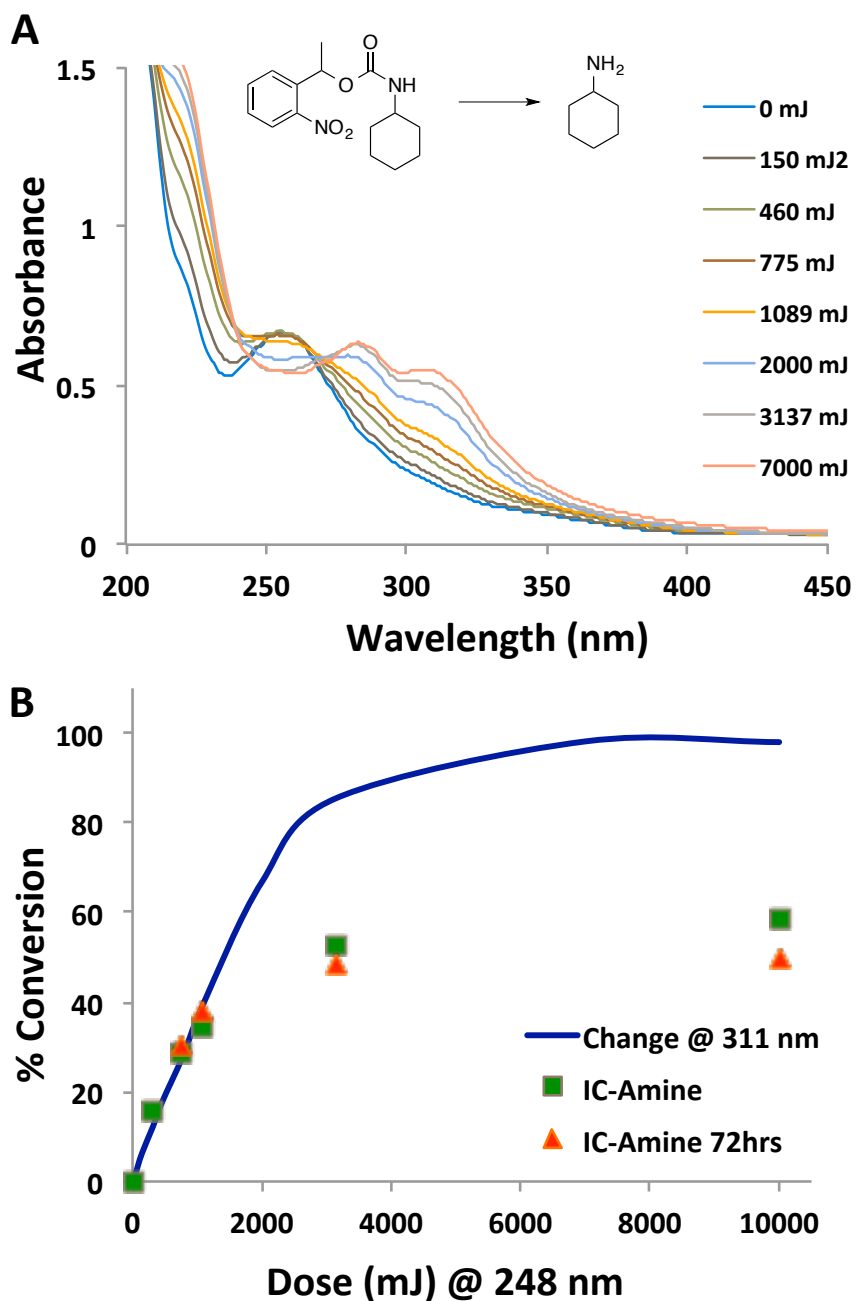 A
O
O
NH
NO₂
NH₂
0 mJ
150 mJ2
460 mJ
775 mJ
1089 mJ
2000 mJ
3137 mJ
7000 mJ
1.5
1
0.5
0
Absorbance
200 250 300 350 400 450
Wavelength (nm)
B
100
80
60
40
20
0
% Conversion
Change @ 311 nm
IC-Amine
IC-Amine 72hrs
0 2000 4000 6000 8000 10000
Dose (mJ) @ 248 nm